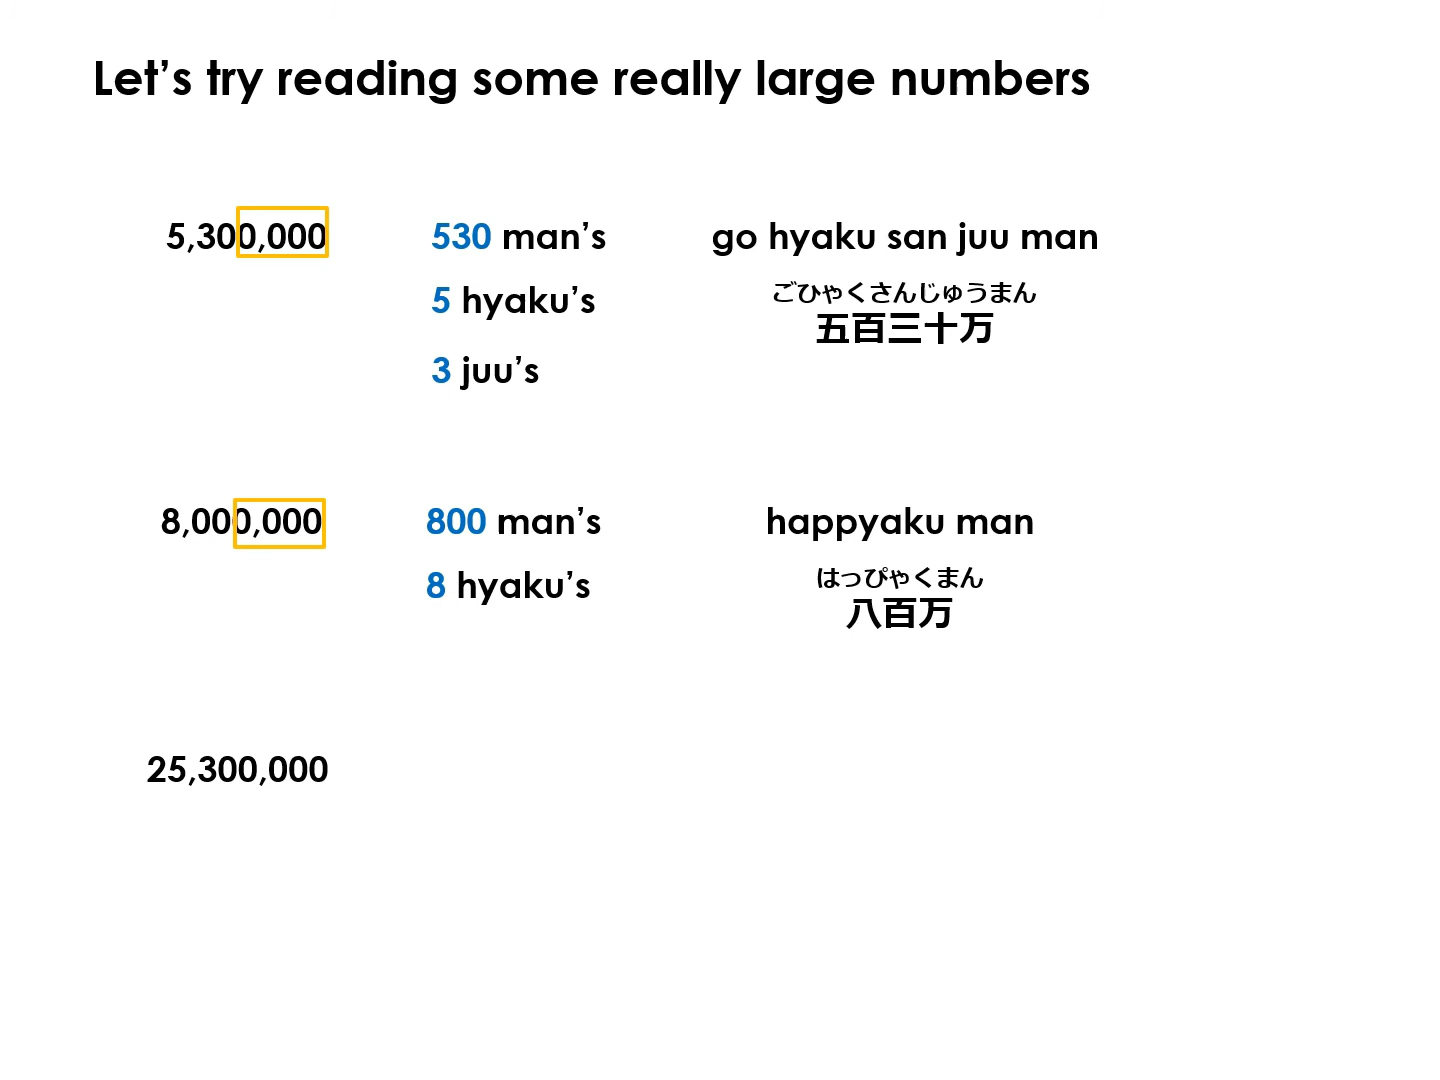 Let’s try reading some really large numbers
5,300,000 530 man’s go hyaku san juu man
5 hyaku’s ごひゃくさんじゅうまん
五百三十万
3 juu’s
8,000,000 800 man’s happyaku man
8 hyaku’s はっぴゃくまん
八百万
25,300,000